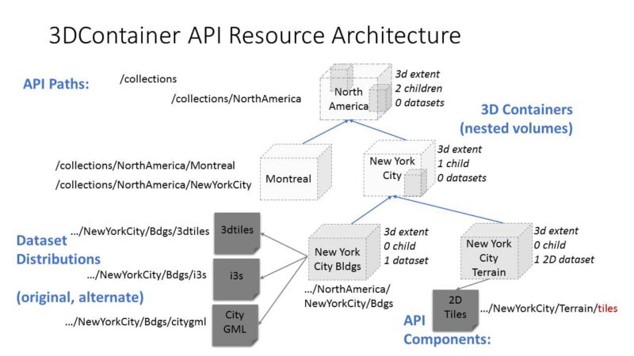 3DContainer API Resource Architecture
API Paths:
/collections
/collections/NorthAmerica
North
America
3d extent
2 children
0 datasets
3D Containers
(nested volumes)
/collections/NorthAmerica/Montreal
/collections/NorthAmerica/NewYorkCity
Montreal
New York
City
3d extent
1 child
0 datasets
Dataset
Distributions
(original, alternate)
.../NewYorkCity/Bdgs/3dtiles
3dtiles
.../NewYorkCity/Bdgs/i3s
i3s
.../NewYorkCity/Bdgs/citygml
City
GML
New York
City Bldgs
3d extent
0 child
1 dataset
.../NorthAmerica/
NewYorkCity/Bdgs
New York
City
Terrain
3d extent
0 child
1 2D dataset
2D
Tiles
.../NewYorkCity/Terrain/tiles
API
Components: